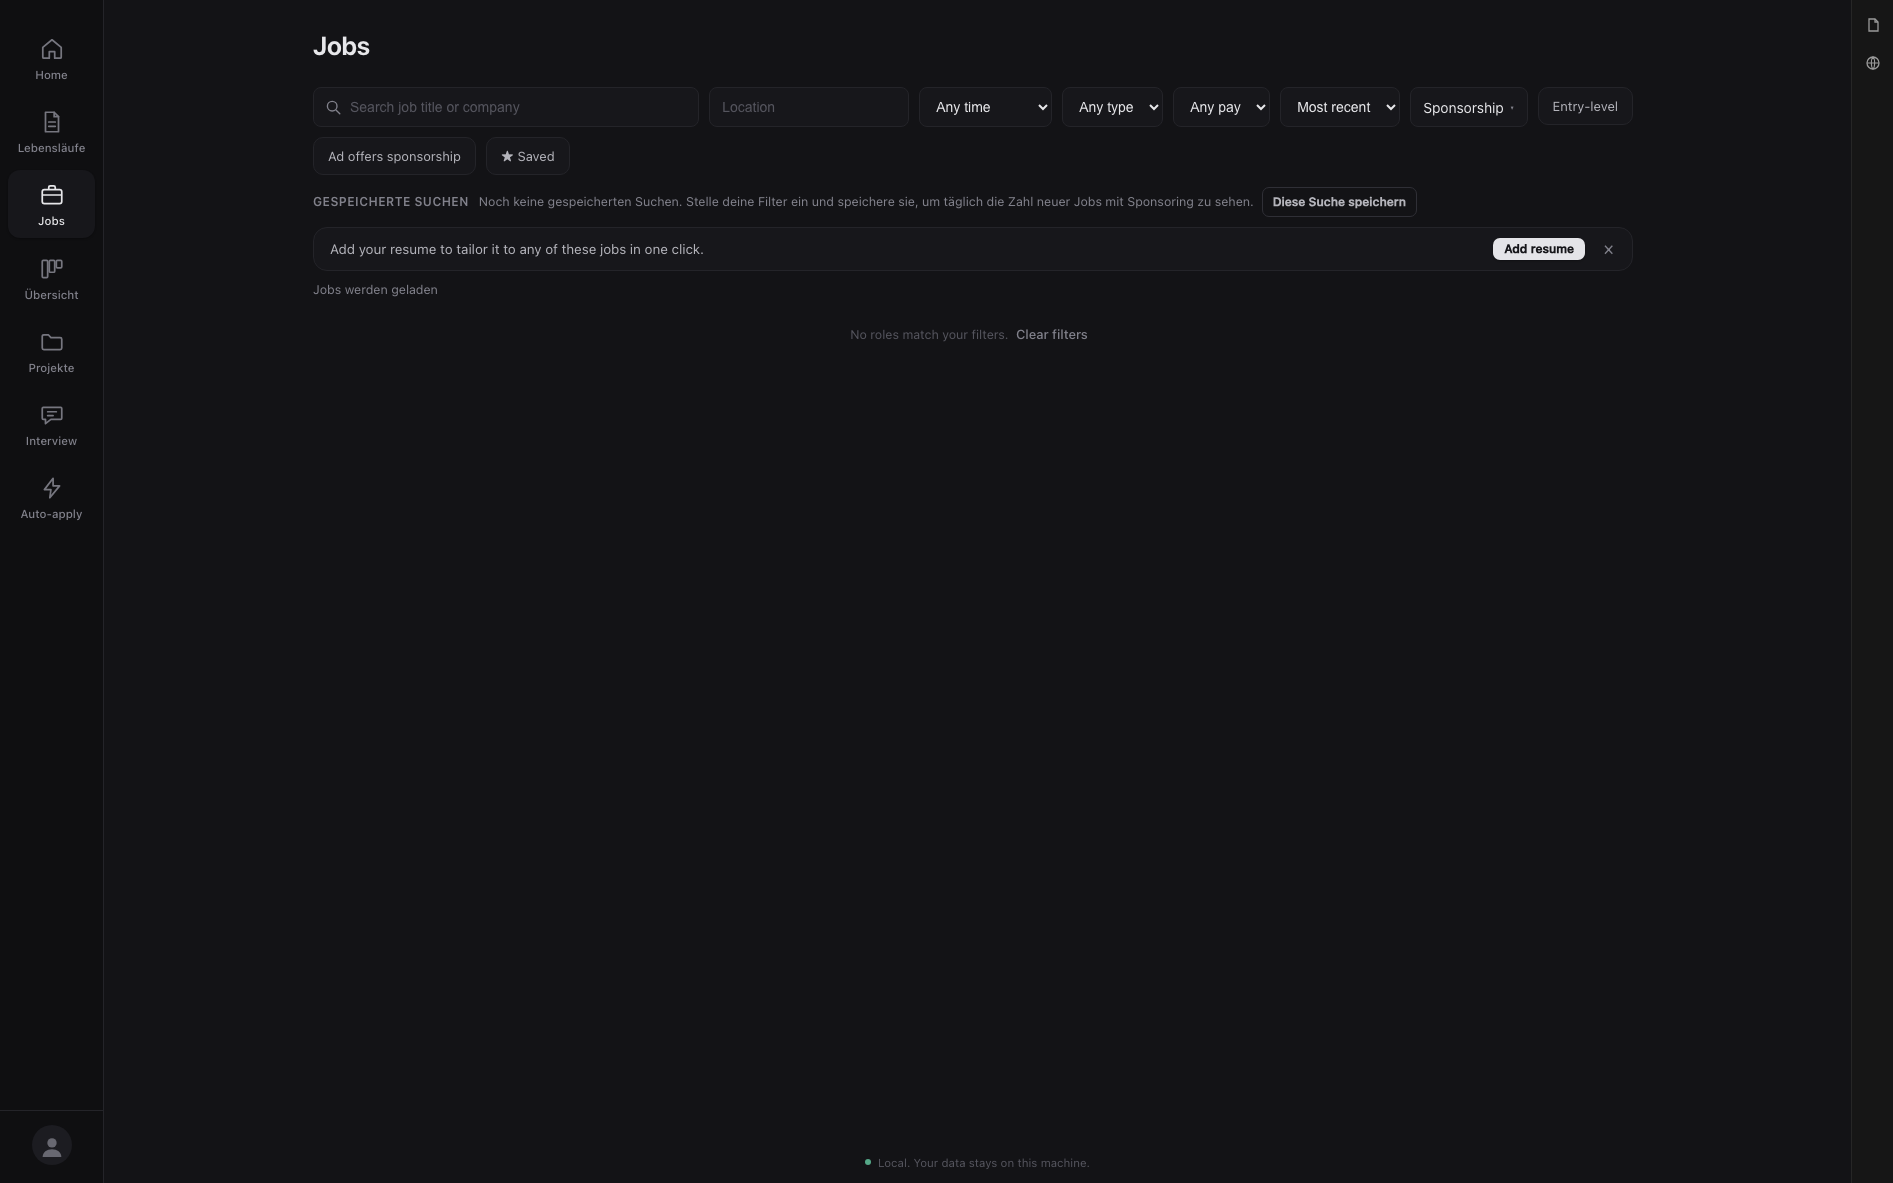 Home
Lebensläufe
Jobs
Übersicht
Projekte
Interview
Auto-apply
Jobs
Search job title or company
Location
Any time
Any type
Any pay
Most recent
Sponsorship
Entry-level
Ad offers sponsorship
★ Saved
GESPEICHERTE SUCHEN Noch keine gespeicherten Suchen. Stelle deine Filter ein und speichere sie, um täglich die Zahl neuer Jobs mit Sponsoring zu sehen. Diese Suche speichern
Add your resume to tailor it to any of these jobs in one click. Add resume
Jobs werden geladen
No roles match your filters. Clear filters
Local. Your data stays on this machine.